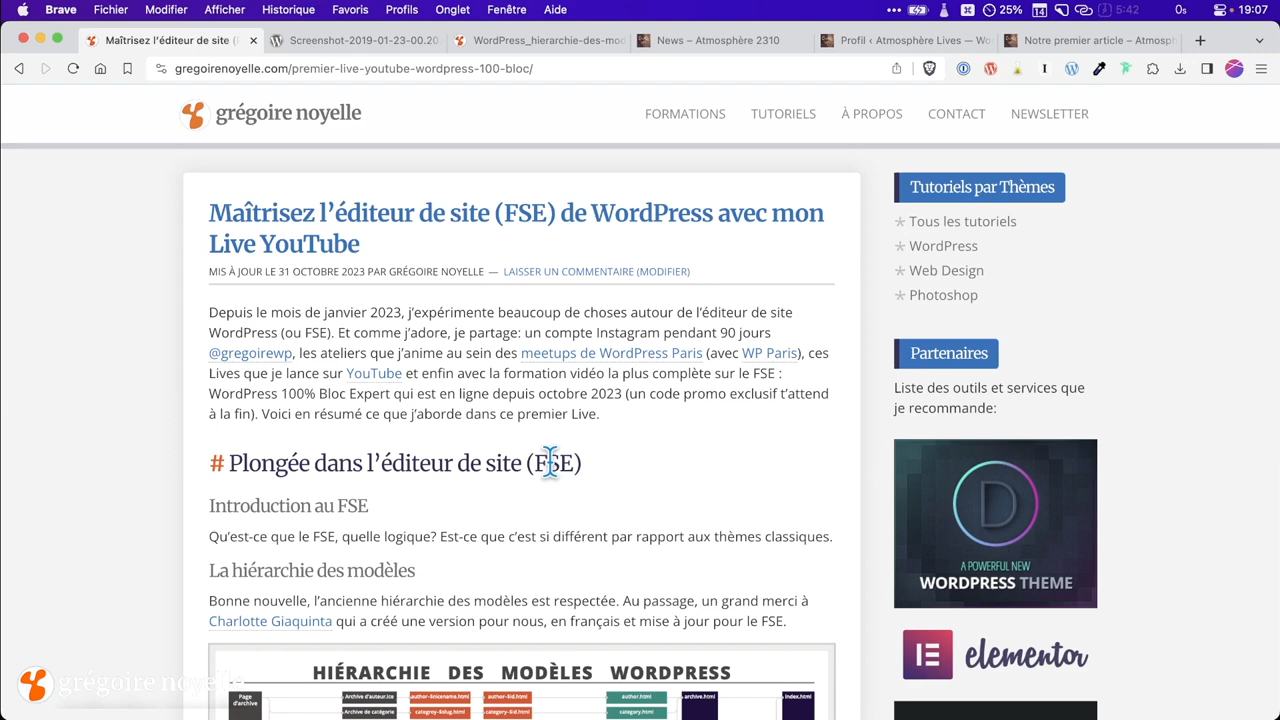 Brave Fichier Édition Présentation Historique Signets Profils Onglet Fenêtre Aide 25% 5:42 0s 19:07
Maîtrisez l'éditeur de site ( Screenshot-2019-01-23-00.20 WordPress_hierarchie-des-mod News – Atmosphère 2310 Profil ‹ Atmosphère Lives — Wo Notre premier article – Atmosph
gregoirenoyelle.com/premier-live-youtube-wordpress-100-bloc/
grégoire noyelle
FORMATIONS TUTORIELS À PROPOS CONTACT NEWSLETTER
Maîtrisez l'éditeur de site (FSE) de WordPress avec mon
Live YouTube
MIS À JOUR LE 31 OCTOBRE 2023 PAR GRÉGOIRE NOYELLE — LAISSER UN COMMENTAIRE (MODIFIER)
Depuis le mois de janvier 2023, j'expérimente beaucoup de choses autour de l'éditeur de site
WordPress (ou FSE). Et comme j'adore, je partage: un compte Instagram pendant 90 jours
@gregoirewp, les ateliers que j'anime au sein des meetups de WordPress Paris (avec WP Paris), ces
Lives que je lance sur YouTube et enfin avec la formation vidéo la plus complète sur le FSE :
WordPress 100% Bloc Expert qui est en ligne depuis octobre 2023 (un code promo exclusif t'attend
à la fin). Voici en résumé ce que j'aborde dans ce premier Live.
# Plongée dans l'éditeur de site (FSE)
Introduction au FSE
Qu'est-ce que le FSE, quelle logique? Est-ce que c'est si différent par rapport aux thèmes classiques.
La hiérarchie des modèles
Bonne nouvelle, l'ancienne hiérarchie des modèles est respectée. Au passage, un grand merci à
Charlotte Giaquinta qui a créé une version pour nous, en français et mise à jour pour le FSE.
HIÉRARCHIE DES MODÈLES WORDPRESS
Page
d'archive
Archive d'auteur.ice author-$nicename.html author-$id.html author.html archive.html index.html
Archive de catégorie categroy-$slug.html category-$id.html category.html
grégoire noyelle
Tutoriels par Thèmes
Tous les tutoriels
WordPress
Web Design
Photoshop
Partenaires
Liste des outils et services que
je recommande:
D
A POWERFUL NEW
WORDPRESS THEME
elementor